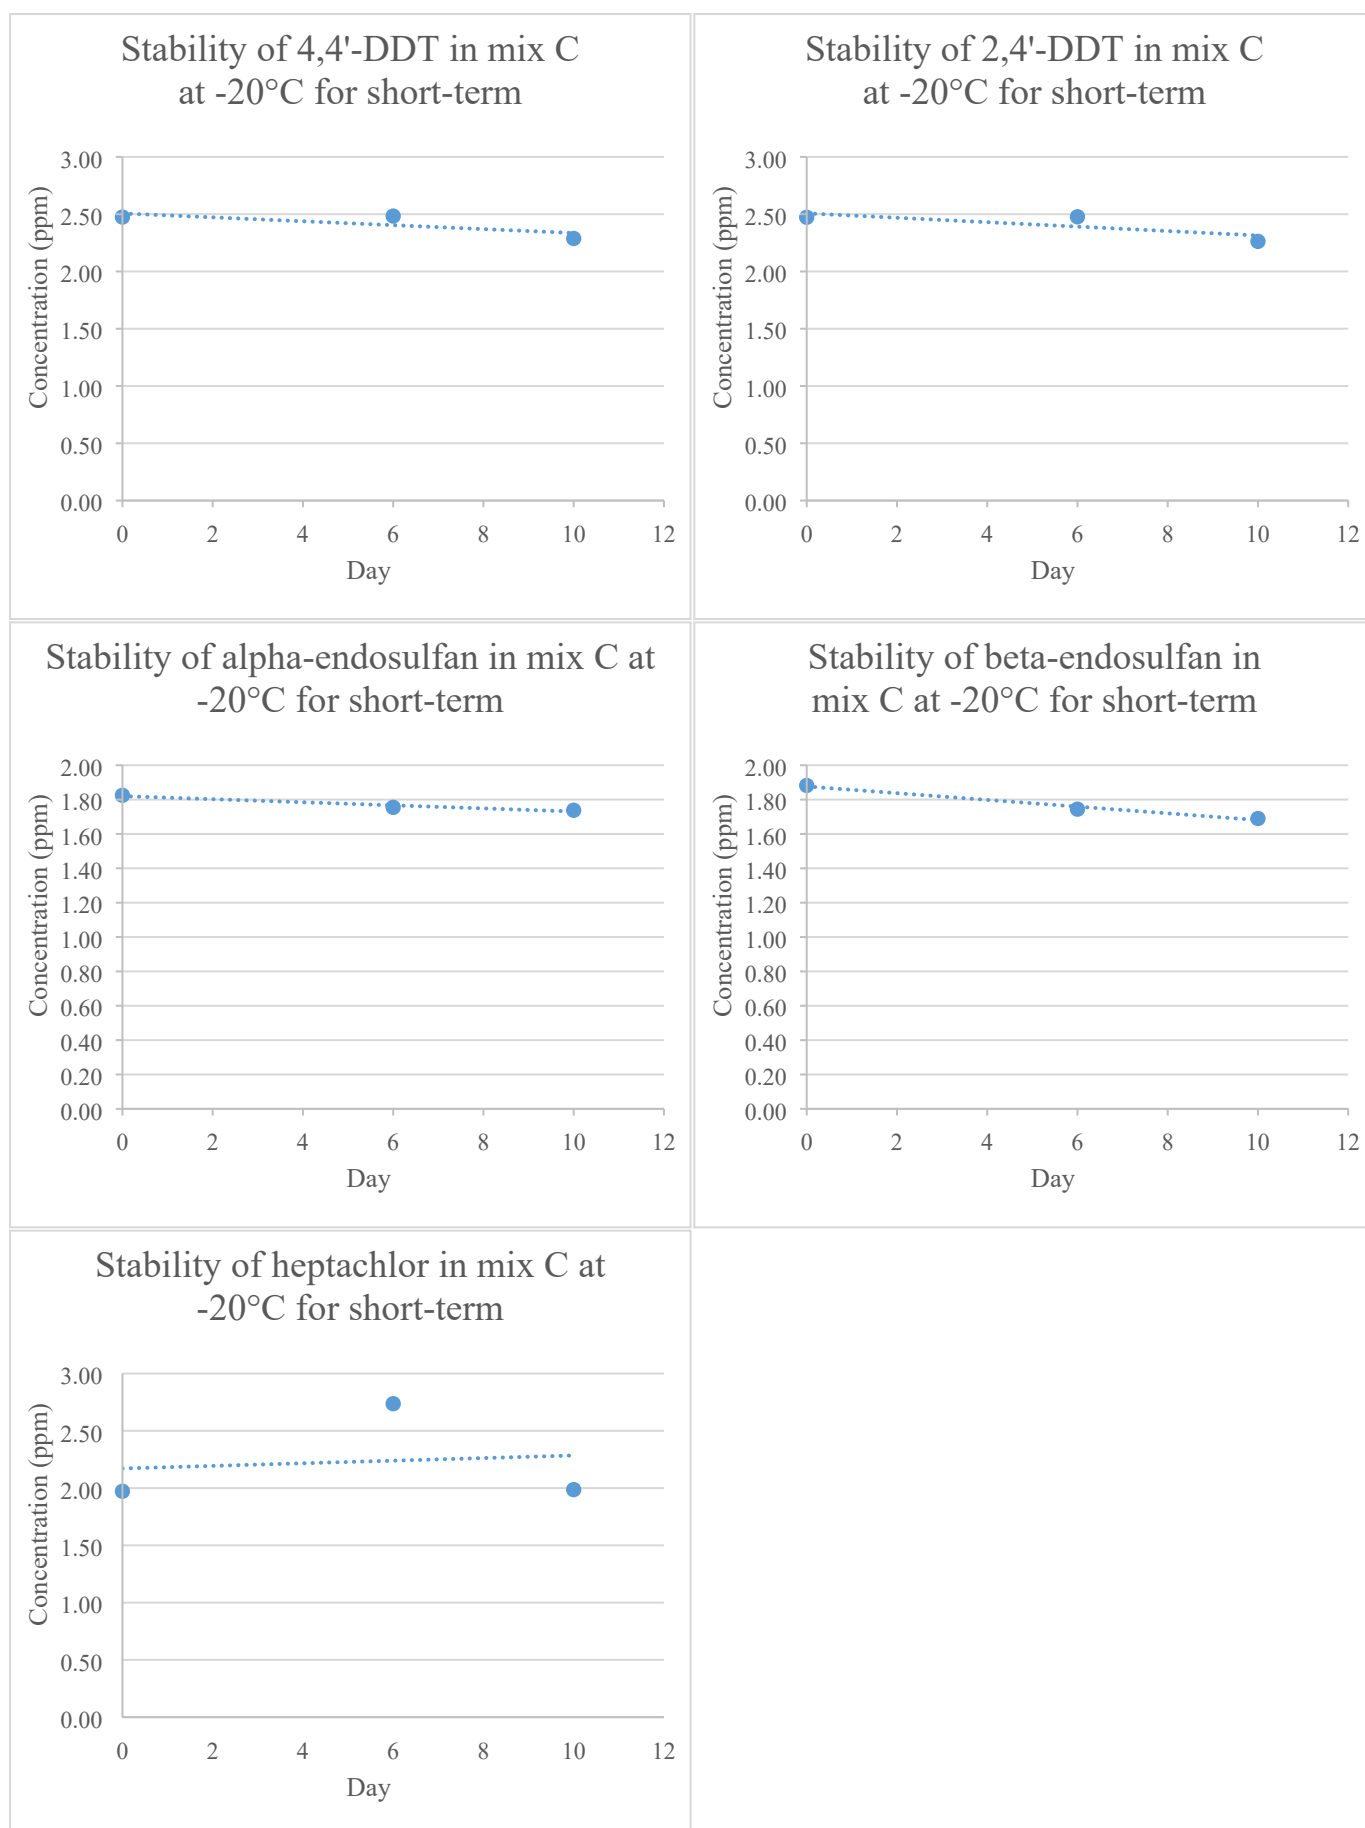 Stability of 4,4'-DDT in mix C
at -20°C for short-term
3.00
2.50
2.00
1.50
1.00
0.50
0.00
Concentration (ppm)
0 2 4 6 8 10 12
Day
Stability of 2,4'-DDT in mix C
at -20°C for short-term
3.00
2.50
2.00
1.50
1.00
0.50
0.00
Concentration (ppm)
0 2 4 6 8 10 12
Day
Stability of alpha-endosulfan in mix C at
-20°C for short-term
2.00
1.80
1.60
1.40
1.20
1.00
0.80
0.60
0.40
0.20
0.00
Concentration (ppm)
0 2 4 6 8 10 12
Day
Stability of beta-endosulfan in
mix C at -20°C for short-term
2.00
1.80
1.60
1.40
1.20
1.00
0.80
0.60
0.40
0.20
0.00
Concentration (ppm)
0 2 4 6 8 10 12
Day
Stability of heptachlor in mix C at
-20°C for short-term
3.00
2.50
2.00
1.50
1.00
0.50
0.00
Concentration (ppm)
0 2 4 6 8 10 12
Day